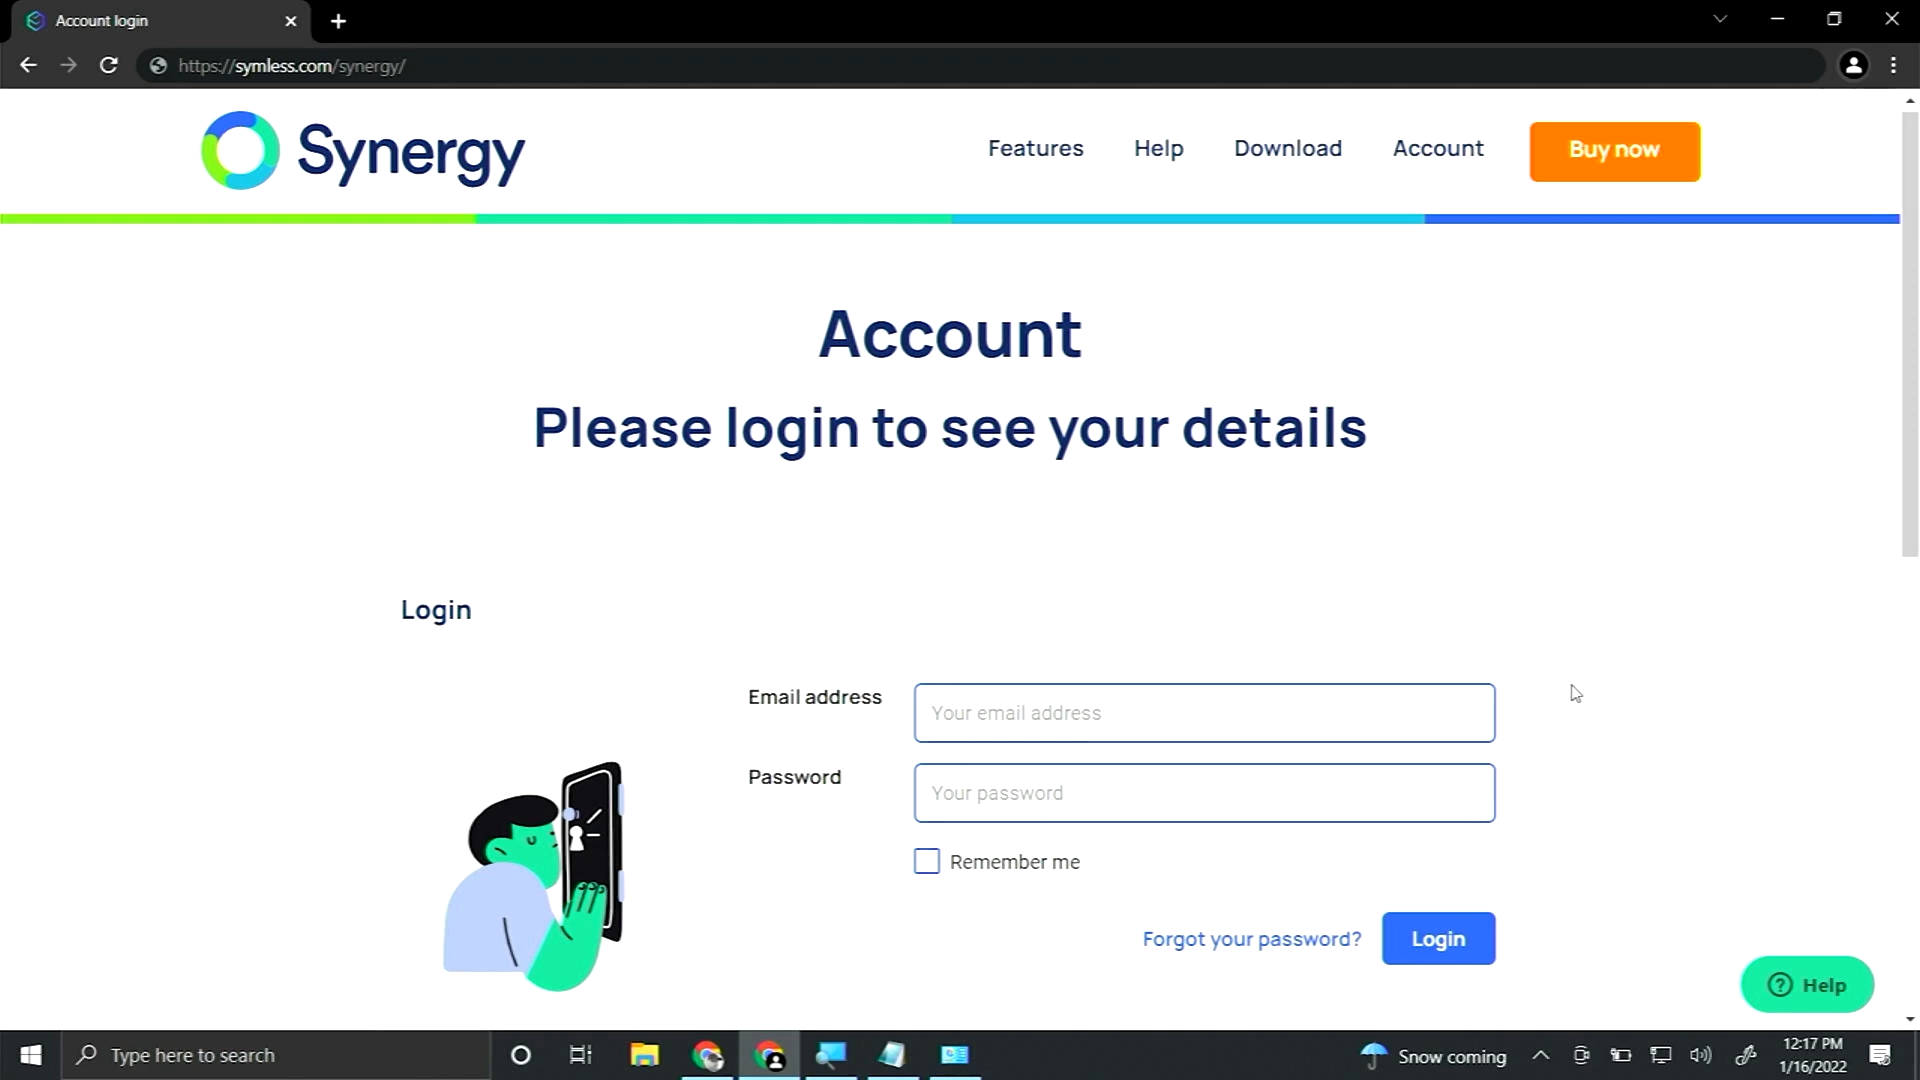 Account login
https://symless.com/synergy/
Synergy
Features
Help
Download
Account
Buy now
Account
Please login to see your details
Login
Email address
Your email address
Password
Your password
Remember me
Forgot your password?
Login
Help
Type here to search
Snow coming
12:17 PM
1/16/2022